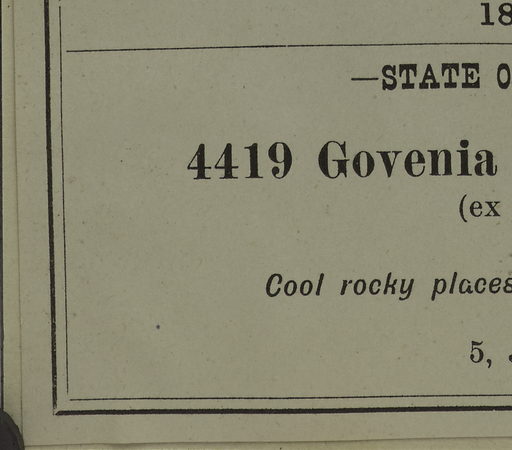 18
—STATE O
4419 Govenia
(ex
Cool rocky places
5,